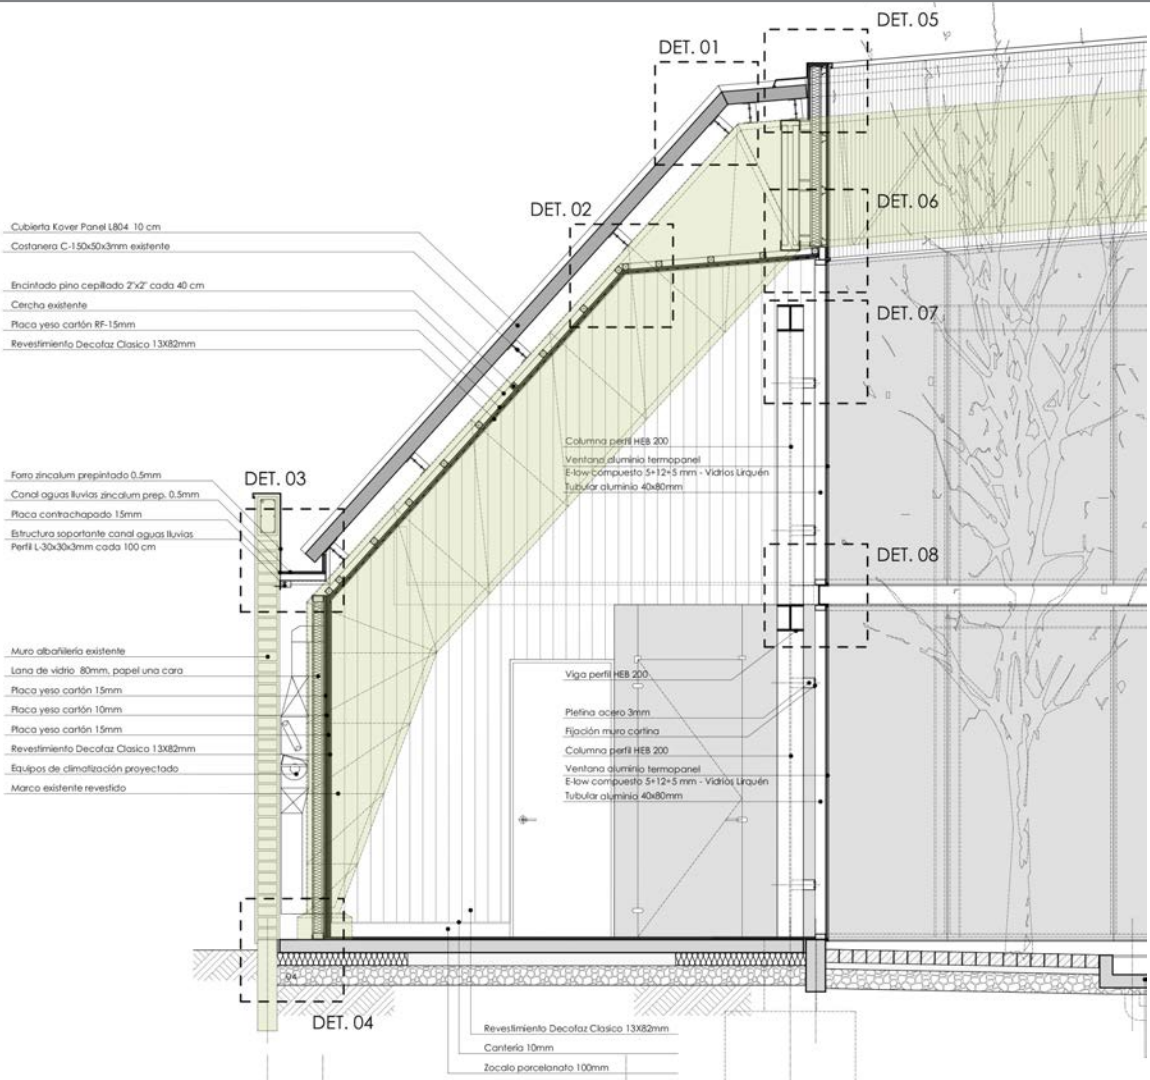 DET. 05
DET. 01
DET. 06
DET. 02
Cubierta Kover Panel L804 10 cm
Costanera C-150x50x3mm existente
Encintado pino cepillado 2"x2" cada 40 cm
Cercha existente
Placa yeso cartón RF-15mm
Revestimiento Decofaz Clasico 13X82mm
DET. 07
Columna perfil HEB 200
Ventana aluminio termopanel
E-low compuesto 5+12+5 mm - Vidrios Lirquén
Tubular aluminio 40x80mm
DET. 03
Forro zincalum prepintado 0.5mm
Canal aguas lluvias zincalum prep. 0.5mm
Placa contrachapado 15mm
Estructura soportante canal aguas lluvias
Perfil L-30x30x3mm cada 100 cm
DET. 08
Muro albañilería existente
Lana de vidrio 80mm, papel una cara
Placa yeso cartón 15mm
Placa yeso cartón 10mm
Placa yeso cartón 15mm
Revestimiento Decofaz Clasico 13X82mm
Equipos de climatización proyectado
Marco existente revestido
Viga perfil HEB 200
Pletina acero 3mm
Fijación muro cortina
Columna perfil HEB 200
Ventana aluminio termopanel
E-low compuesto 5+12+5 mm - Vidrios Lirquén
Tubular aluminio 40x80mm
04
DET. 04
Revestimiento Decofaz Clasico 13X82mm
Cantería 10mm
Zocalo porcelanato 100mm